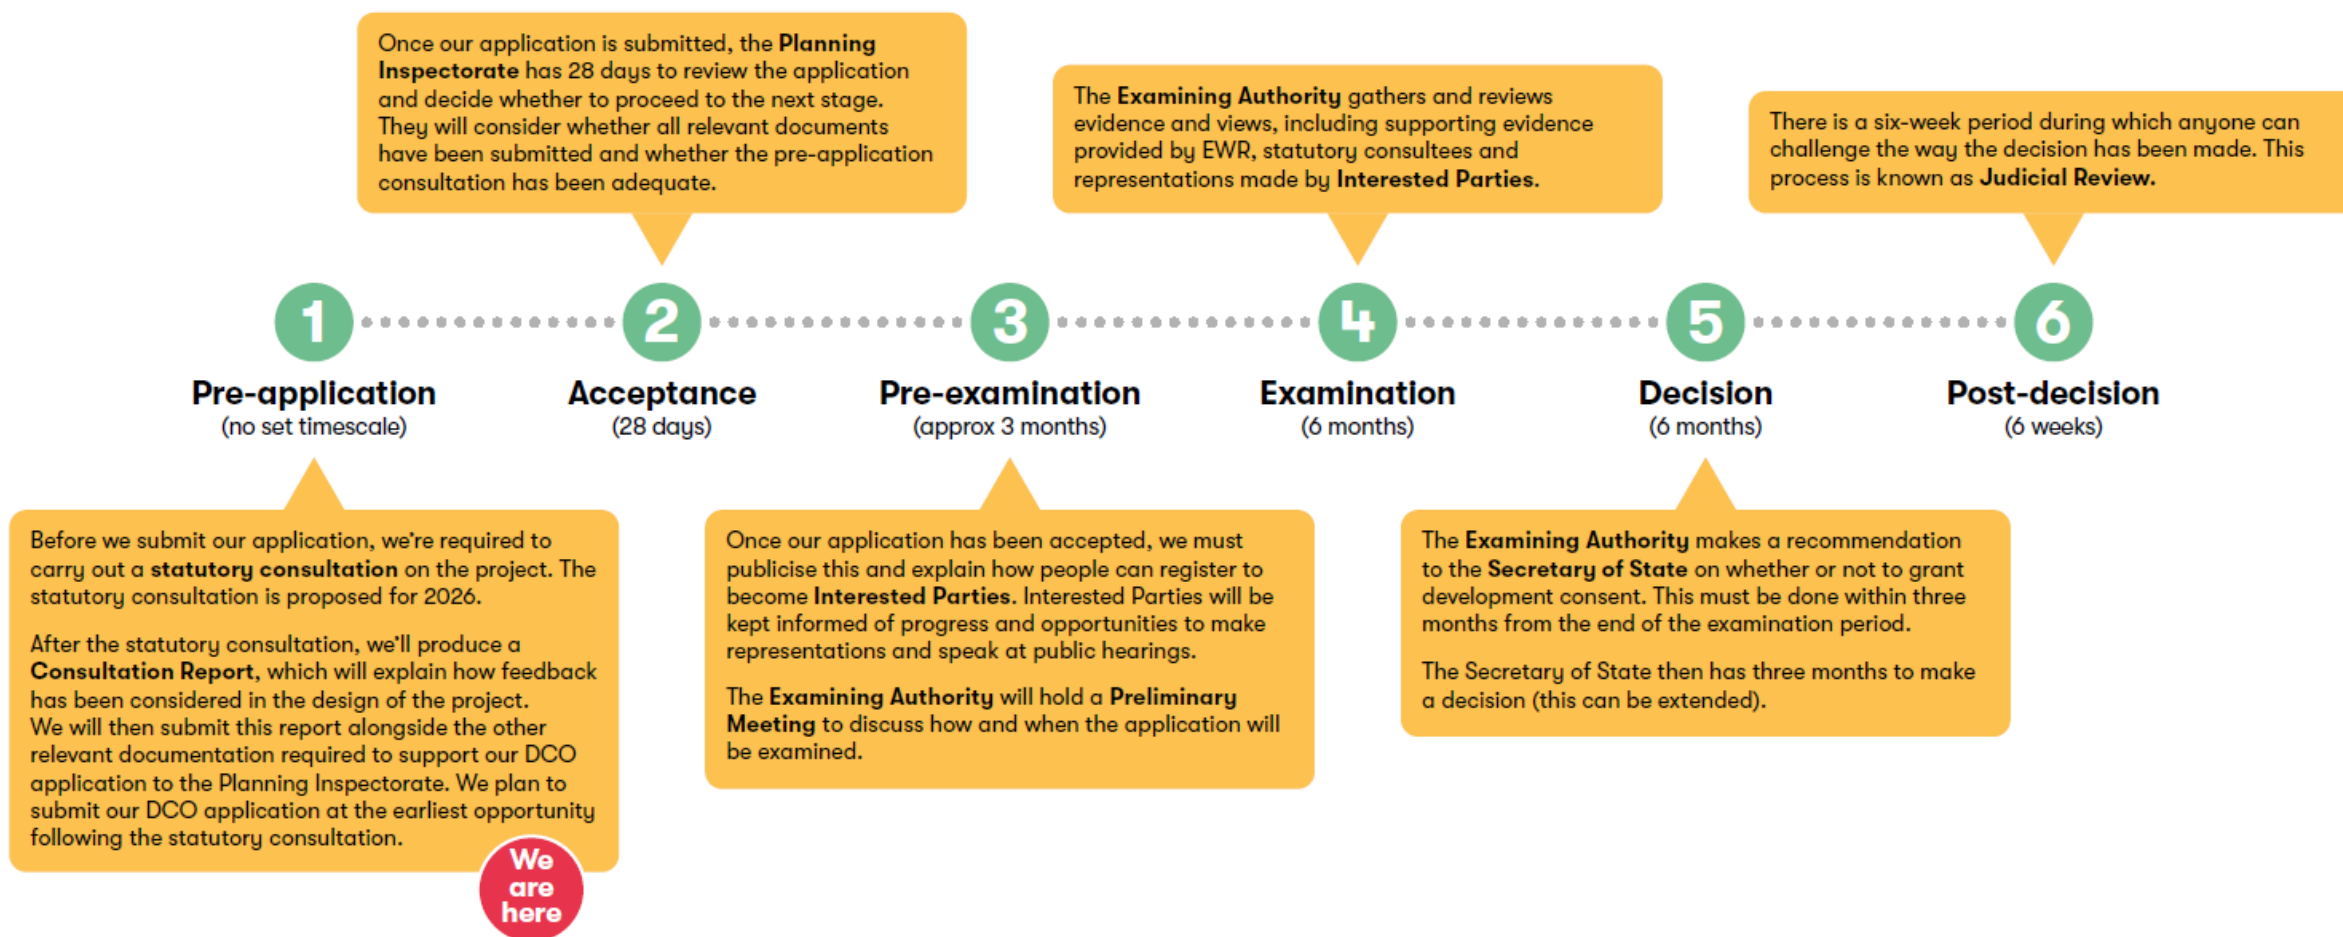 Once our application is submitted, the Planning
Inspectorate has 28 days to review the application
and decide whether to proceed to the next stage.
They will consider whether all relevant documents
have been submitted and whether the pre-application
consultation has been adequate.
The Examining Authority gathers and reviews
evidence and views, including supporting evidence
provided by EWR, statutory consultees and
representations made by Interested Parties.
There is a six-week period during which anyone can
challenge the way the decision has been made. This
process is known as Judicial Review.
1
2
3
4
5
6
Pre-application
(no set timescale)
Acceptance
(28 days)
Pre-examination
(approx 3 months)
Examination
(6 months)
Decision
(6 months)
Post-decision
(6 weeks)
Before we submit our application, we're required to
carry out a statutory consultation on the project. The
statutory consultation is proposed for 2026.
After the statutory consultation, we'll produce a
Consultation Report, which will explain how feedback
has been considered in the design of the project.
We will then submit this report alongside the other
relevant documentation required to support our DCO
application to the Planning Inspectorate. We plan to
submit our DCO application at the earliest opportunity
following the statutory consultation.
We
are
here
Once our application has been accepted, we must
publicise this and explain how people can register to
become Interested Parties. Interested Parties will be
kept informed of progress and opportunities to make
representations and speak at public hearings.
The Examining Authority will hold a Preliminary
Meeting to discuss how and when the application will
be examined.
The Examining Authority makes a recommendation
to the Secretary of State on whether or not to grant
development consent. This must be done within three
months from the end of the examination period.
The Secretary of State then has three months to make
a decision (this can be extended).